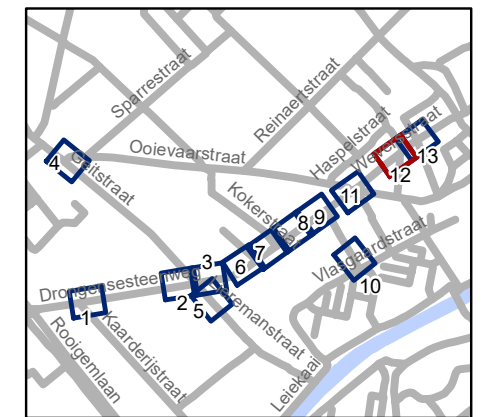 Sparrestraat
Reinaertstraat
Haspelstraat
Weversstraat
13
12
4
Geitstraat
Ooievaarstraat
Kokerstraat
11
9
8
7
6
Vlasgaardstraat
10
3
Drongensesteenweg
2
5
1
Kaarderijstraat
Rooigemlaan
Leiekaai